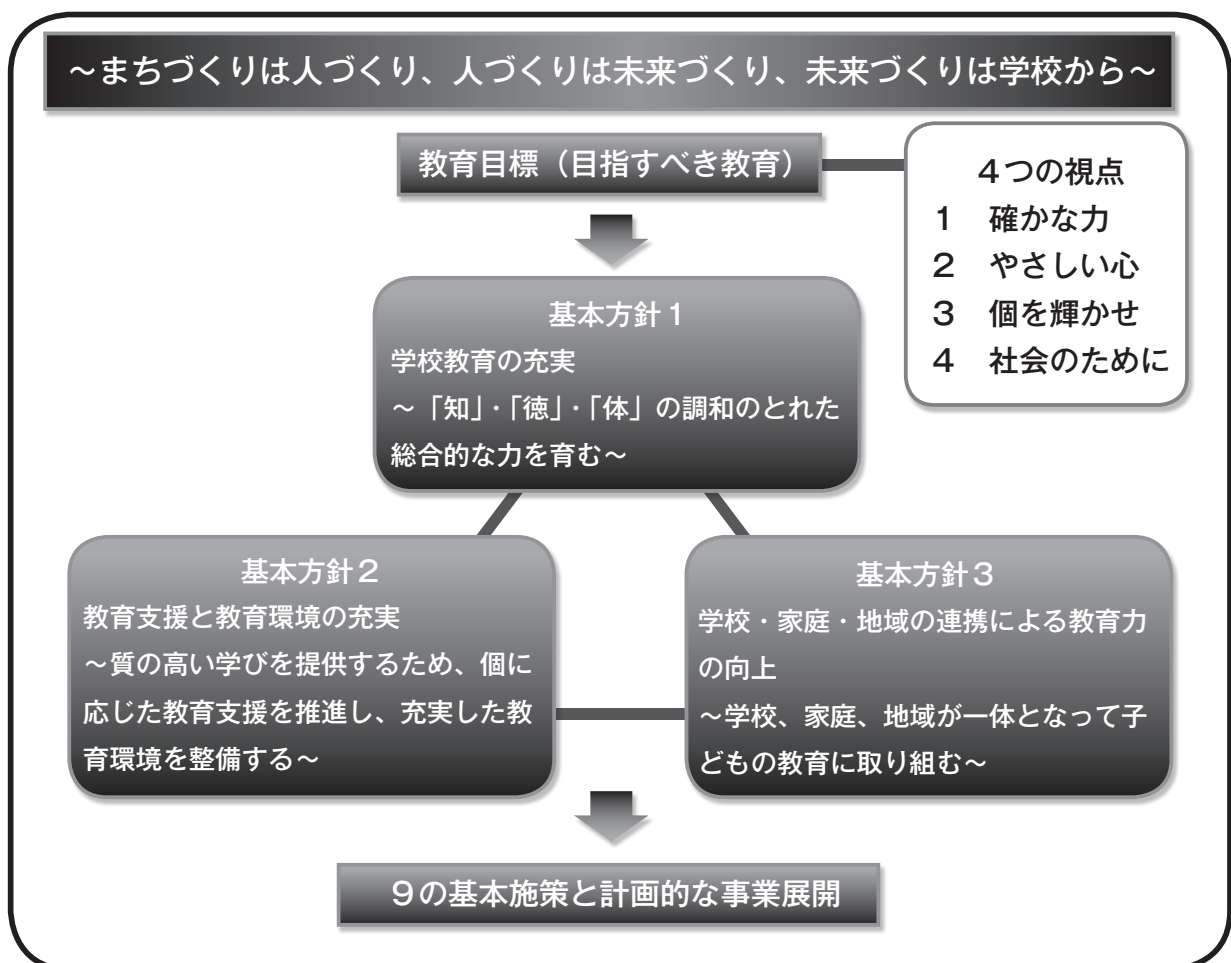 ～まちづくりは人づくり、人づくりは未来づくり、未来づくりは学校から～
教育目標（目指すべき教育）
４つの視点
１　確かな力
２　やさしい心
３　個を輝かせ
４　社会のために
基本方針１
学校教育の充実
～「知」・「徳」・「体」の調和のとれた
総合的な力を育む～
基本方針２
教育支援と教育環境の充実
～質の高い学びを提供するため、個に
応じた教育支援を推進し、充実した教
育環境を整備する～
基本方針３
学校・家庭・地域の連携による教育力
の向上
～学校、家庭、地域が一体となって子
どもの教育に取り組む～
９の基本施策と計画的な事業展開